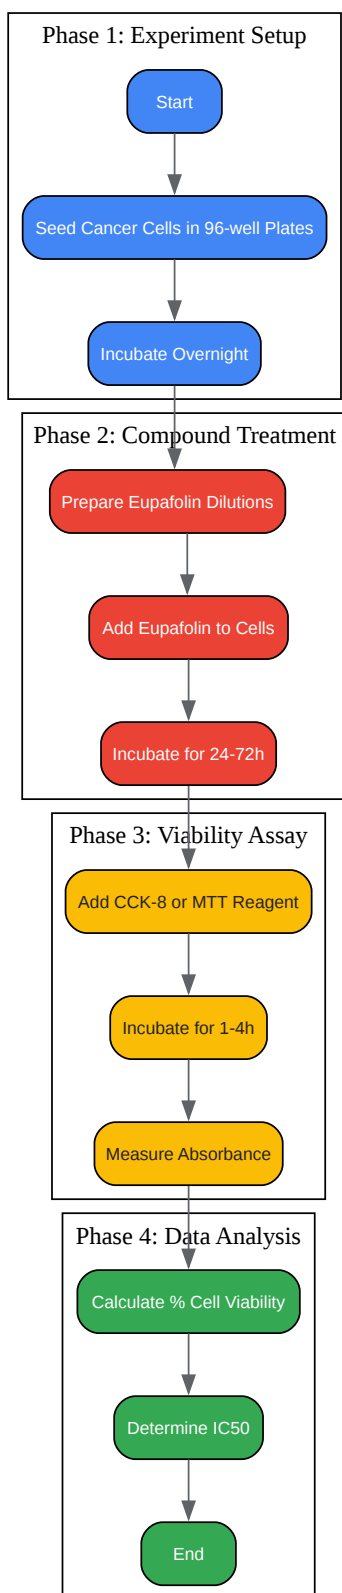 Phase 1: Experiment Setup
Start
Seed Cancer Cells in 96-well Plates
Incubate Overnight
Phase 2: Compound Treatment
Prepare Eupafolin Dilutions
Add Eupafolin to Cells
Incubate for 24-72h
Phase 3: Viability Assay
Add CCK-8 or MTT Reagent
Incubate for 1-4h
Measure Absorbance
Phase 4: Data Analysis
Calculate % Cell Viability
Determine IC50
End